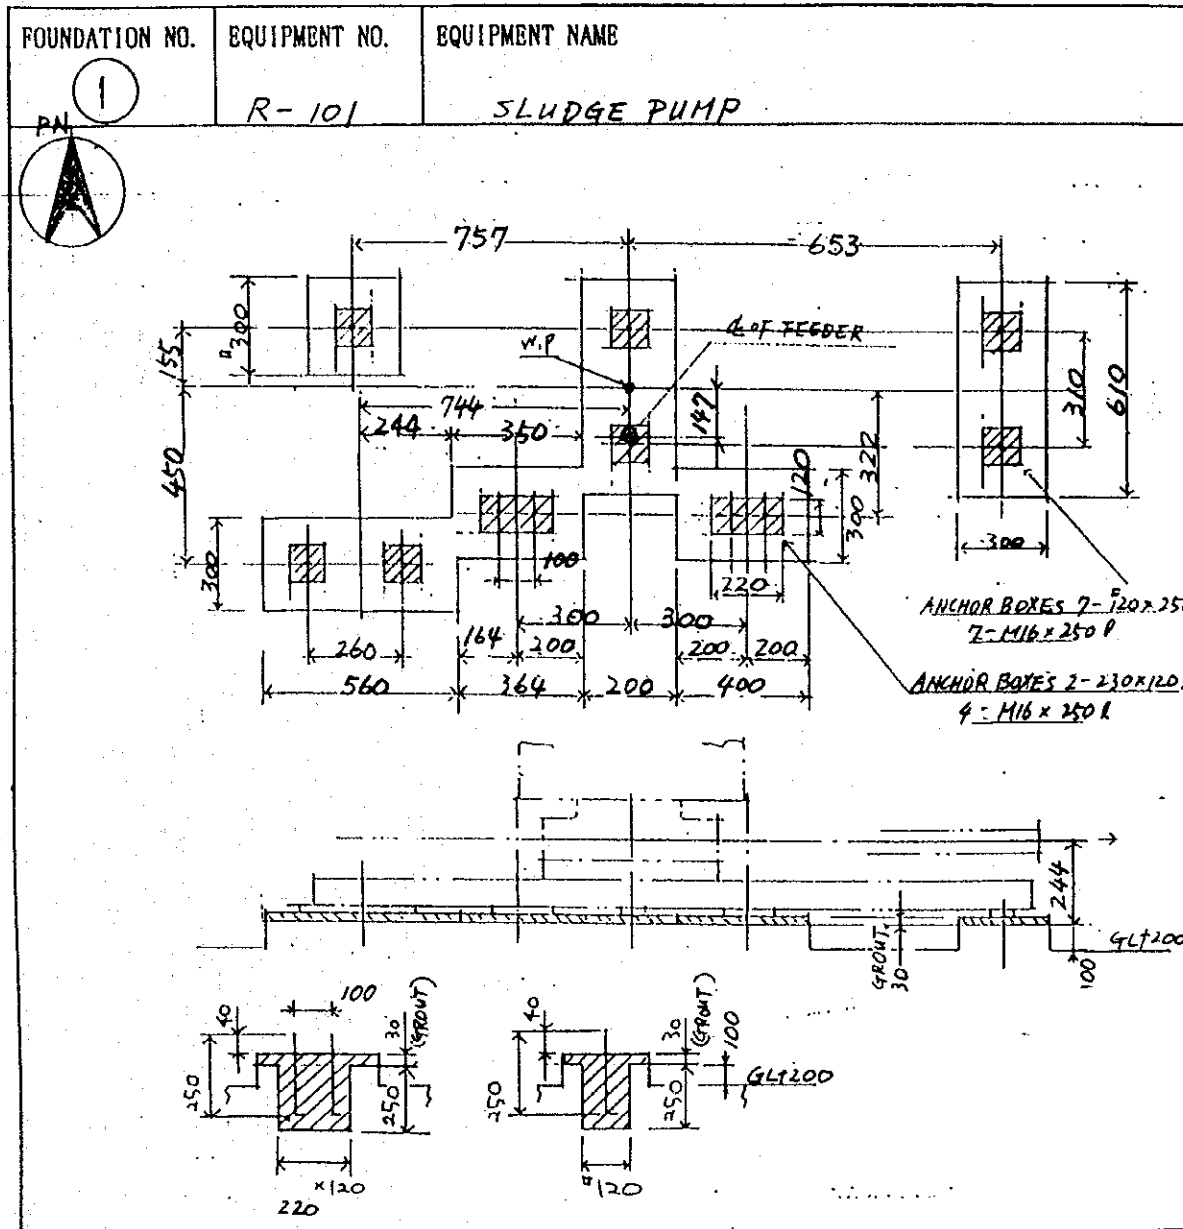 FOUNDATION NO. EQUIPMENT NO. EQUIPMENT NAME
1 R-101 SLUDGE PUMP
PN
757 653
□300
155
W.P
℄ OF FEEDER
744
147
244 350
310
610
450
322
120
300
300
100
220
300
ANCHOR BOXES 7-□120×25
7-M16×250ℓ
300 300
164
260 200 200 200
560 364 200 400
ANCHOR BOXES 2-230×120
4-M16×250ℓ
244
GROUT
30
GL+200
100
40
100
30
(GROUT)
250
250
×120
220
40
30
(GROUT)
100
GL+200
250
250
□120